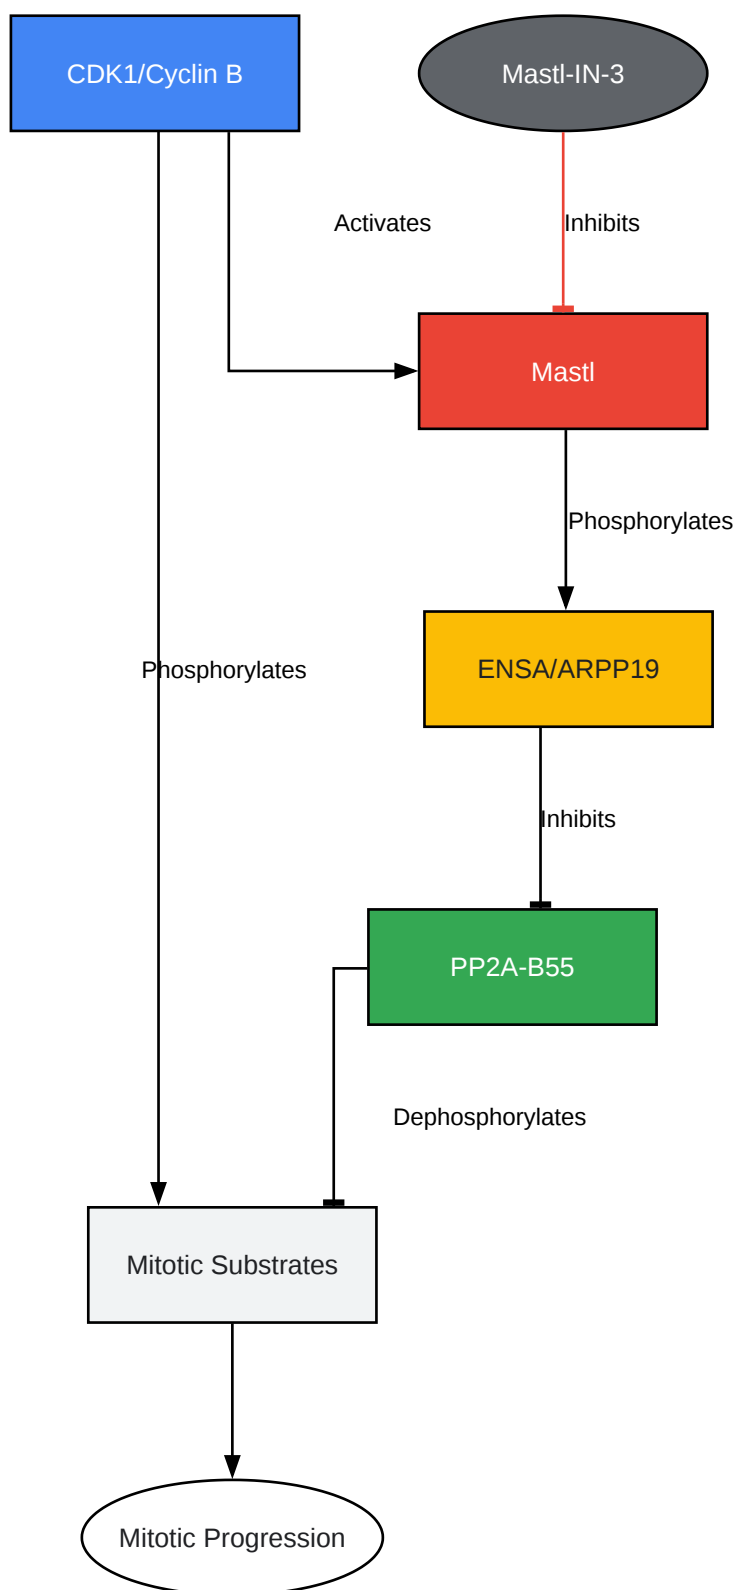 CDK1/Cyclin B
Mastl-IN-3
Activates
Inhibits
Mastl
Phosphorylates
ENSA/ARPP19
Phosphorylates
Inhibits
PP2A-B55
Dephosphorylates
Mitotic Substrates
Mitotic Progression